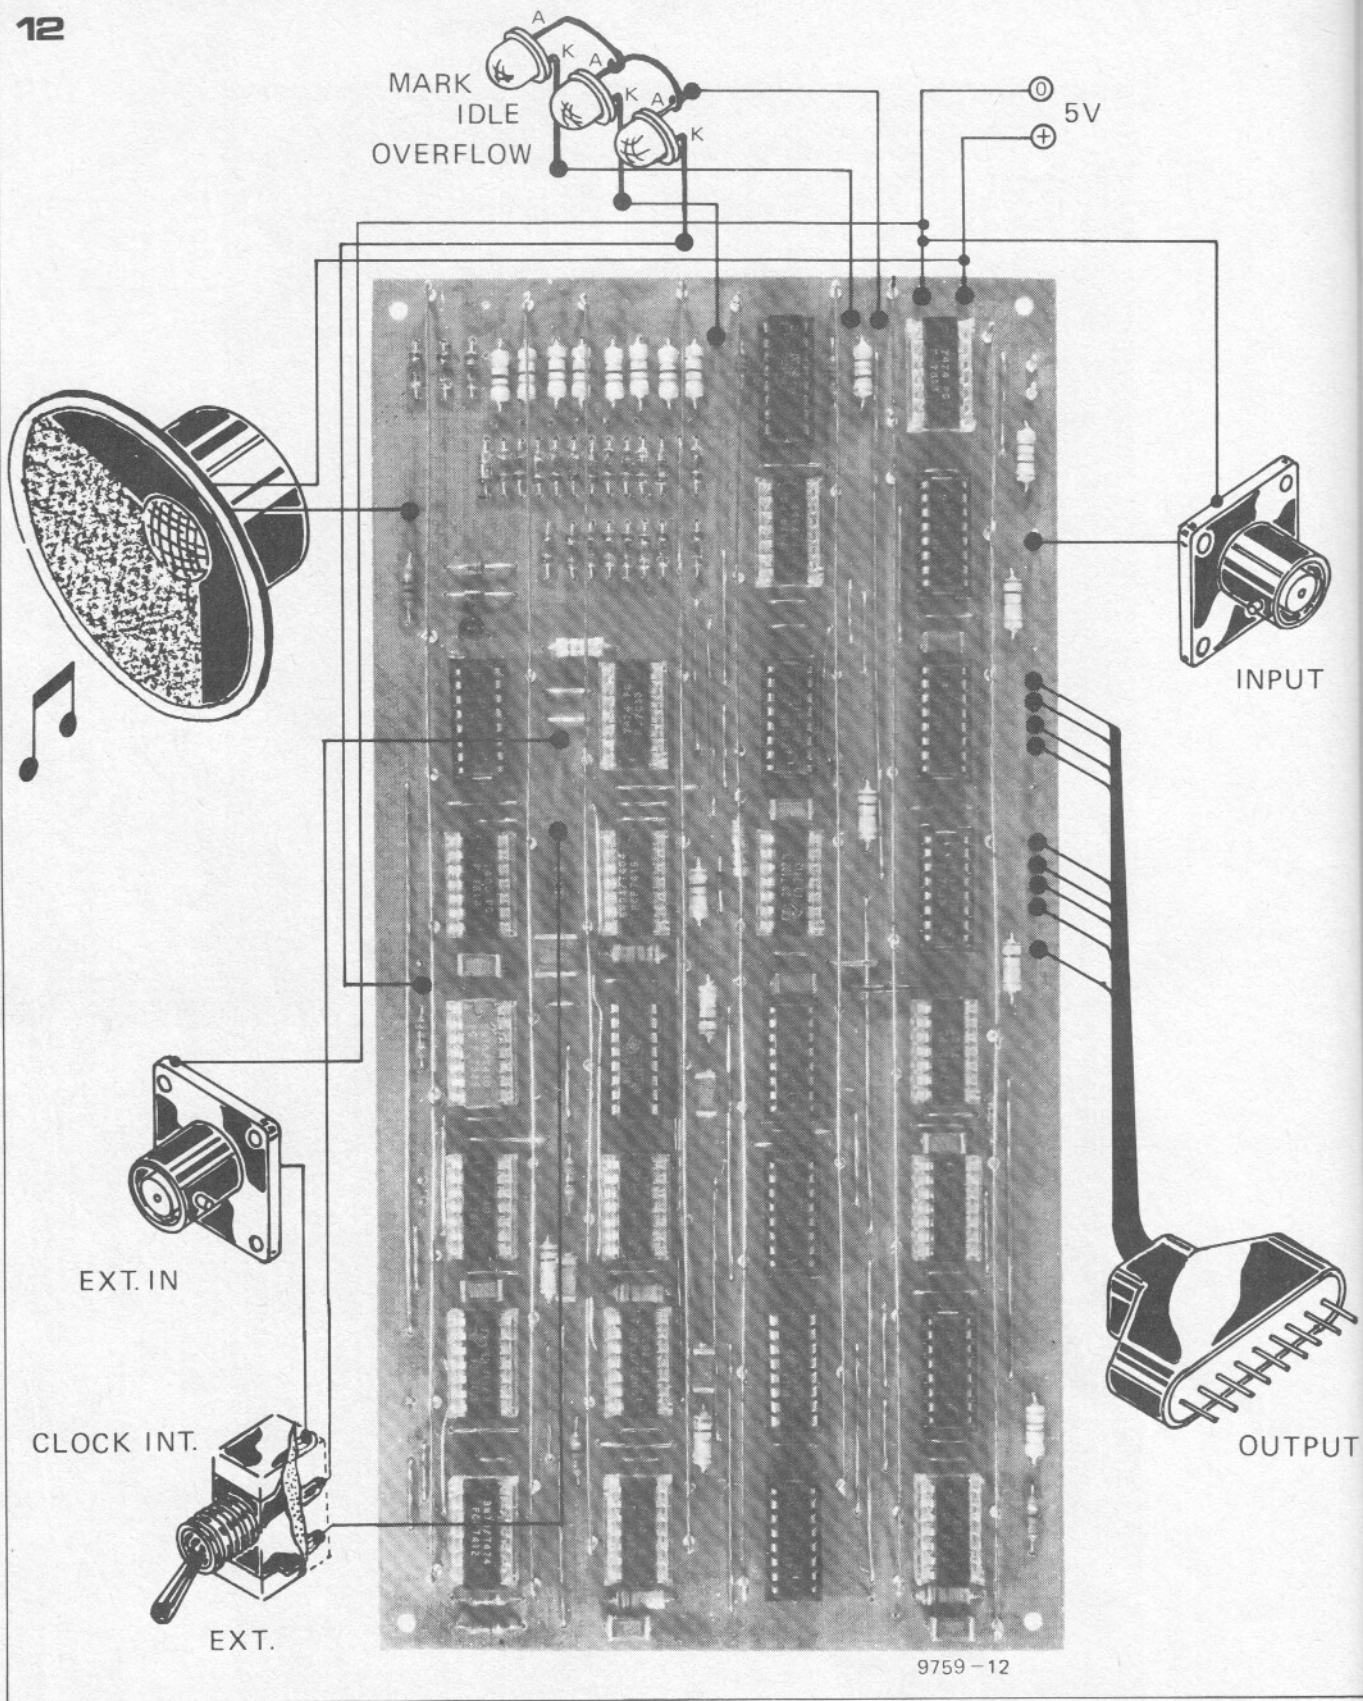 12
A
K
MARK
A
K
IDLE
A
K
OVERFLOW
0
5V
+
INPUT
EXT. IN
CLOCK INT.
EXT.
OUTPUT
9759-12